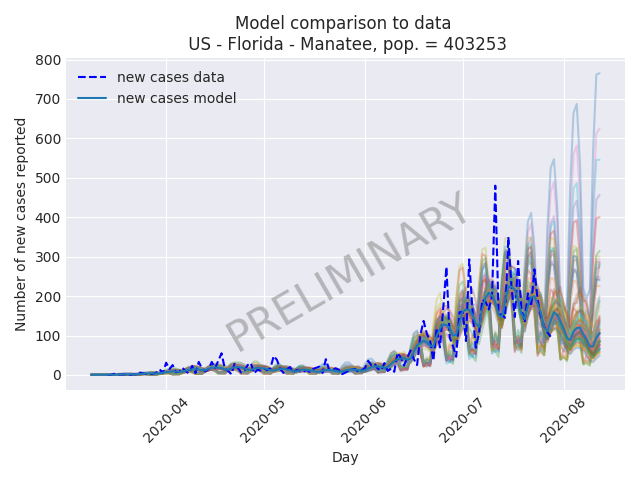 Model comparison to data
US - Florida - Manatee, pop. = 403253
800
700
600
500
400
300
200
100
0
Number of new cases reported
new cases data
new cases model
PRELIMINARY
2020-04
2020-05
2020-06
2020-07
2020-08
Day